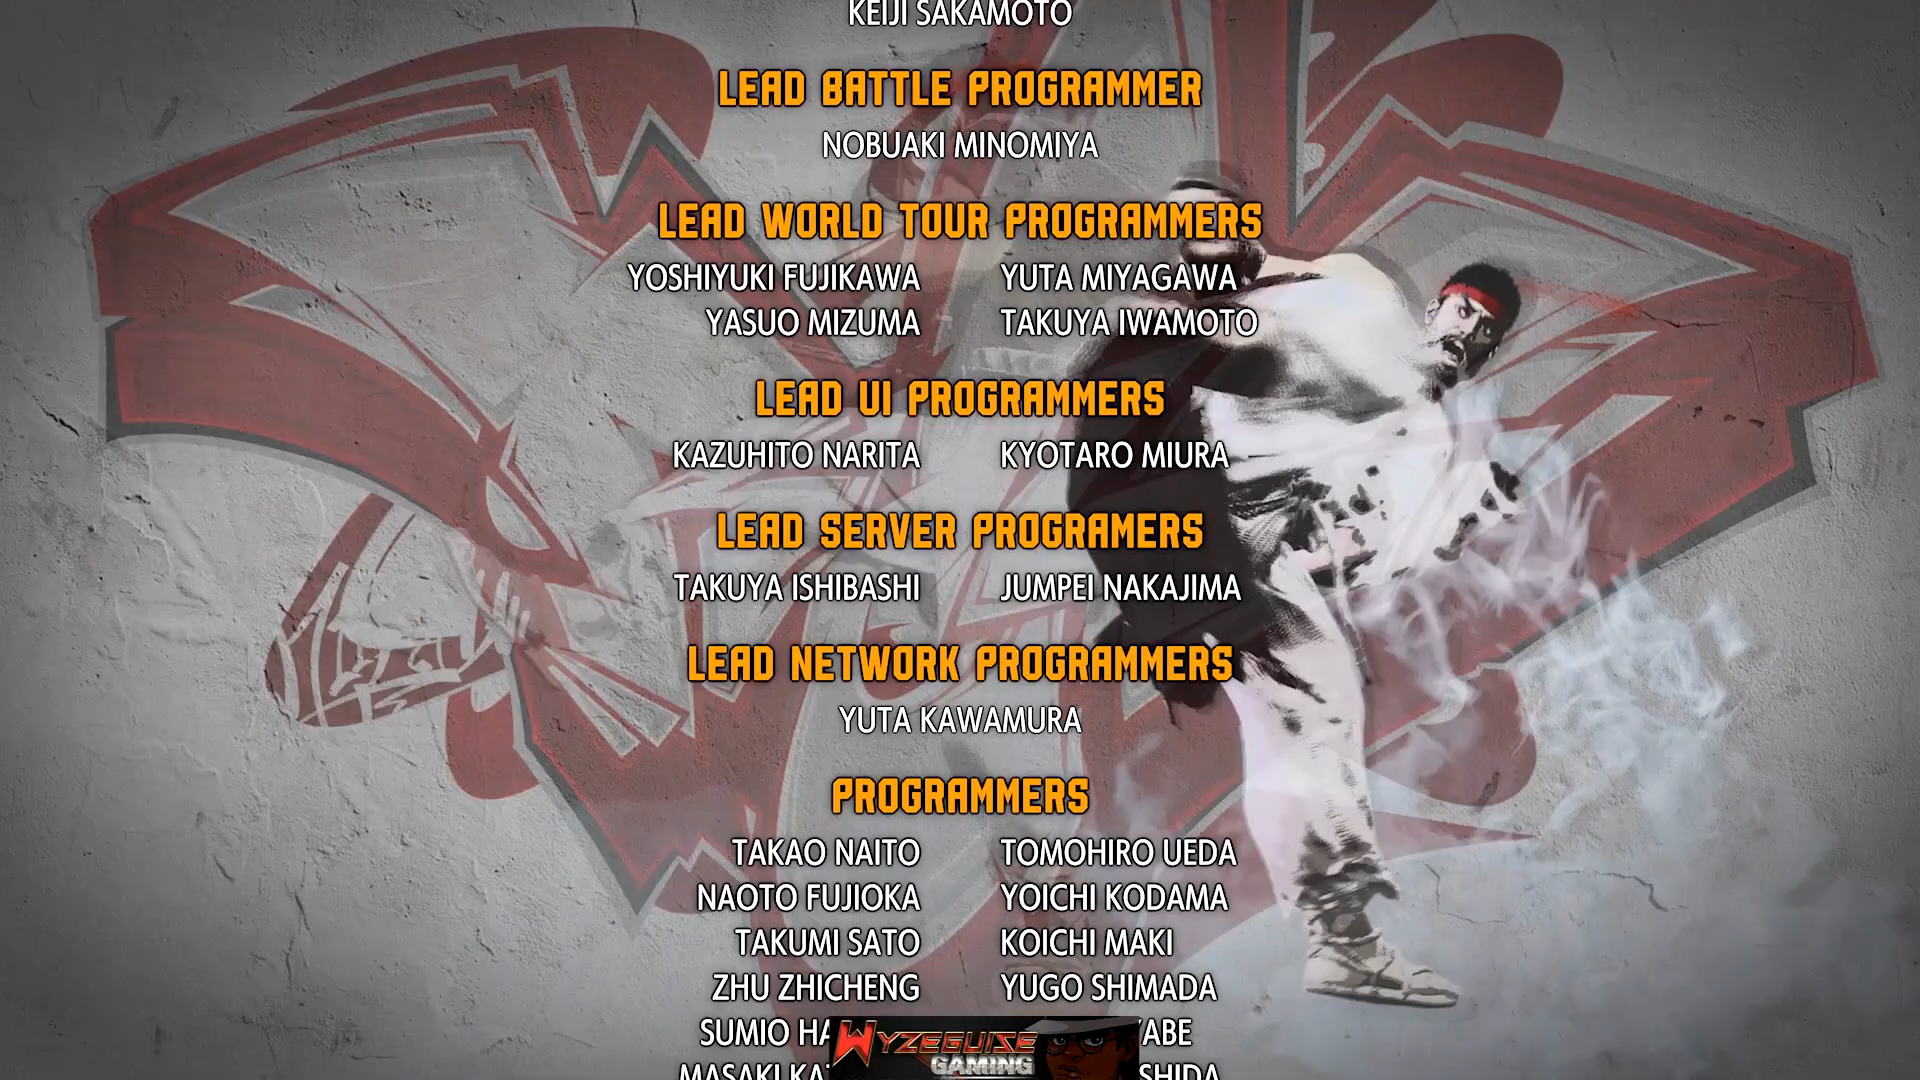 KEIJI SAKAMOTO
LEAD BATTLE PROGRAMMER
NOBUAKI MINOMIYA
LEAD WORLD TOUR PROGRAMMERS
YOSHIYUKI FUJIKAWA YUTA MIYAGAWA
YASUO MIZUMA TAKUYA IWAMOTO
LEAD UI PROGRAMMERS
KAZUHITO NARITA KYOTARO MIURA
LEAD SERVER PROGRAMERS
TAKUYA ISHIBASHI JUMPEI NAKAJIMA
LEAD NETWORK PROGRAMMERS
YUTA KAWAMURA
PROGRAMMERS
TAKAO NAITO TOMOHIRO UEDA
NAOTO FUJIOKA YOICHI KODAMA
TAKUMI SATO KOICHI MAKI
ZHU ZHICHENG YUGO SHIMADA
SUMIO
MASAKI
WYZEGUISE
GAMING